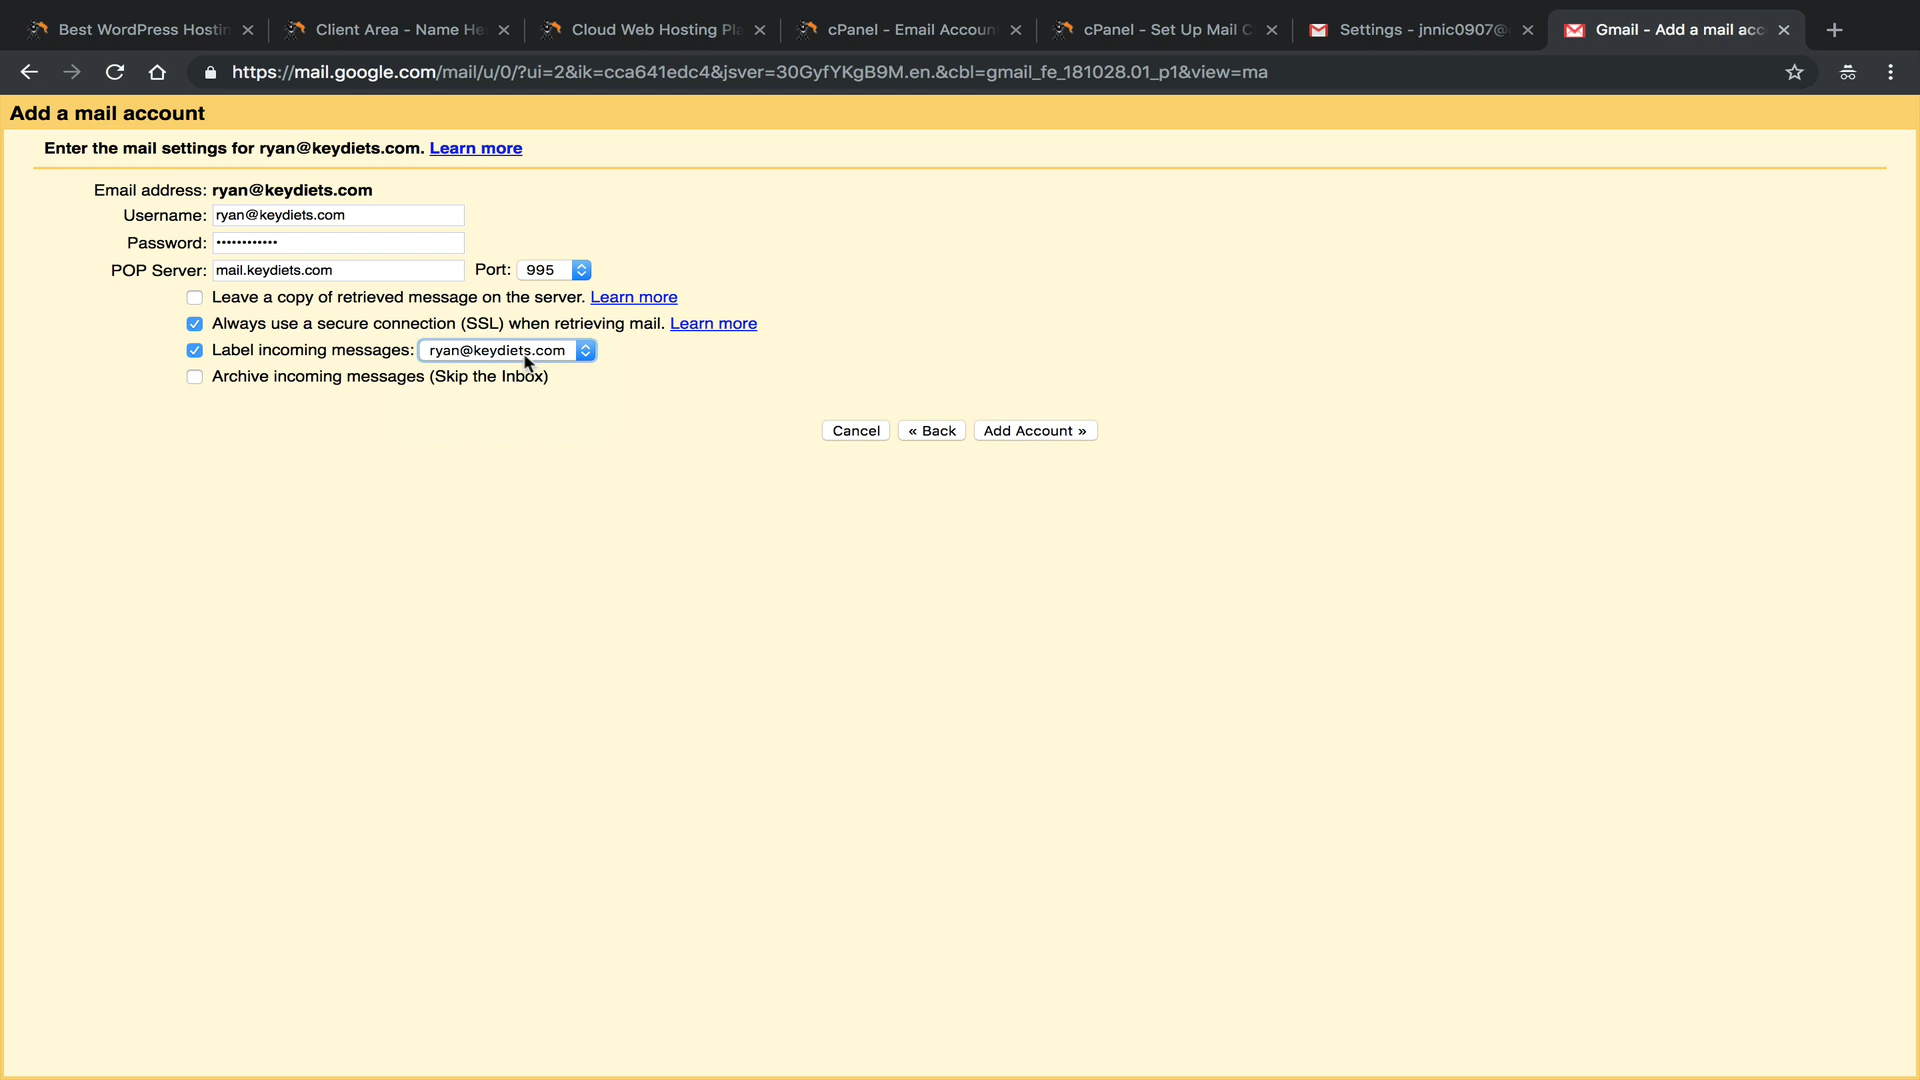 Best WordPress Hostin
Client Area - Name He
Cloud Web Hosting Pla
cPanel - Email Accoun
cPanel - Set Up Mail C
Settings - jnnic0907@
Gmail - Add a mail acc
https://mail.google.com/mail/u/0/?ui=2&ik=cca641edc4&jsver=30GyfYKgB9M.en.&cbl=gmail_fe_181028.01_p1&view=ma
Add a mail account
Enter the mail settings for ryan@keydiets.com. Learn more
Email address: ryan@keydiets.com
Username: ryan@keydiets.com
Password: ••••••••••••
POP Server: mail.keydiets.com Port: 995
Leave a copy of retrieved message on the server. Learn more
Always use a secure connection (SSL) when retrieving mail. Learn more
Label incoming messages: ryan@keydiets.com
Archive incoming messages (Skip the Inbox)
Cancel « Back Add Account »